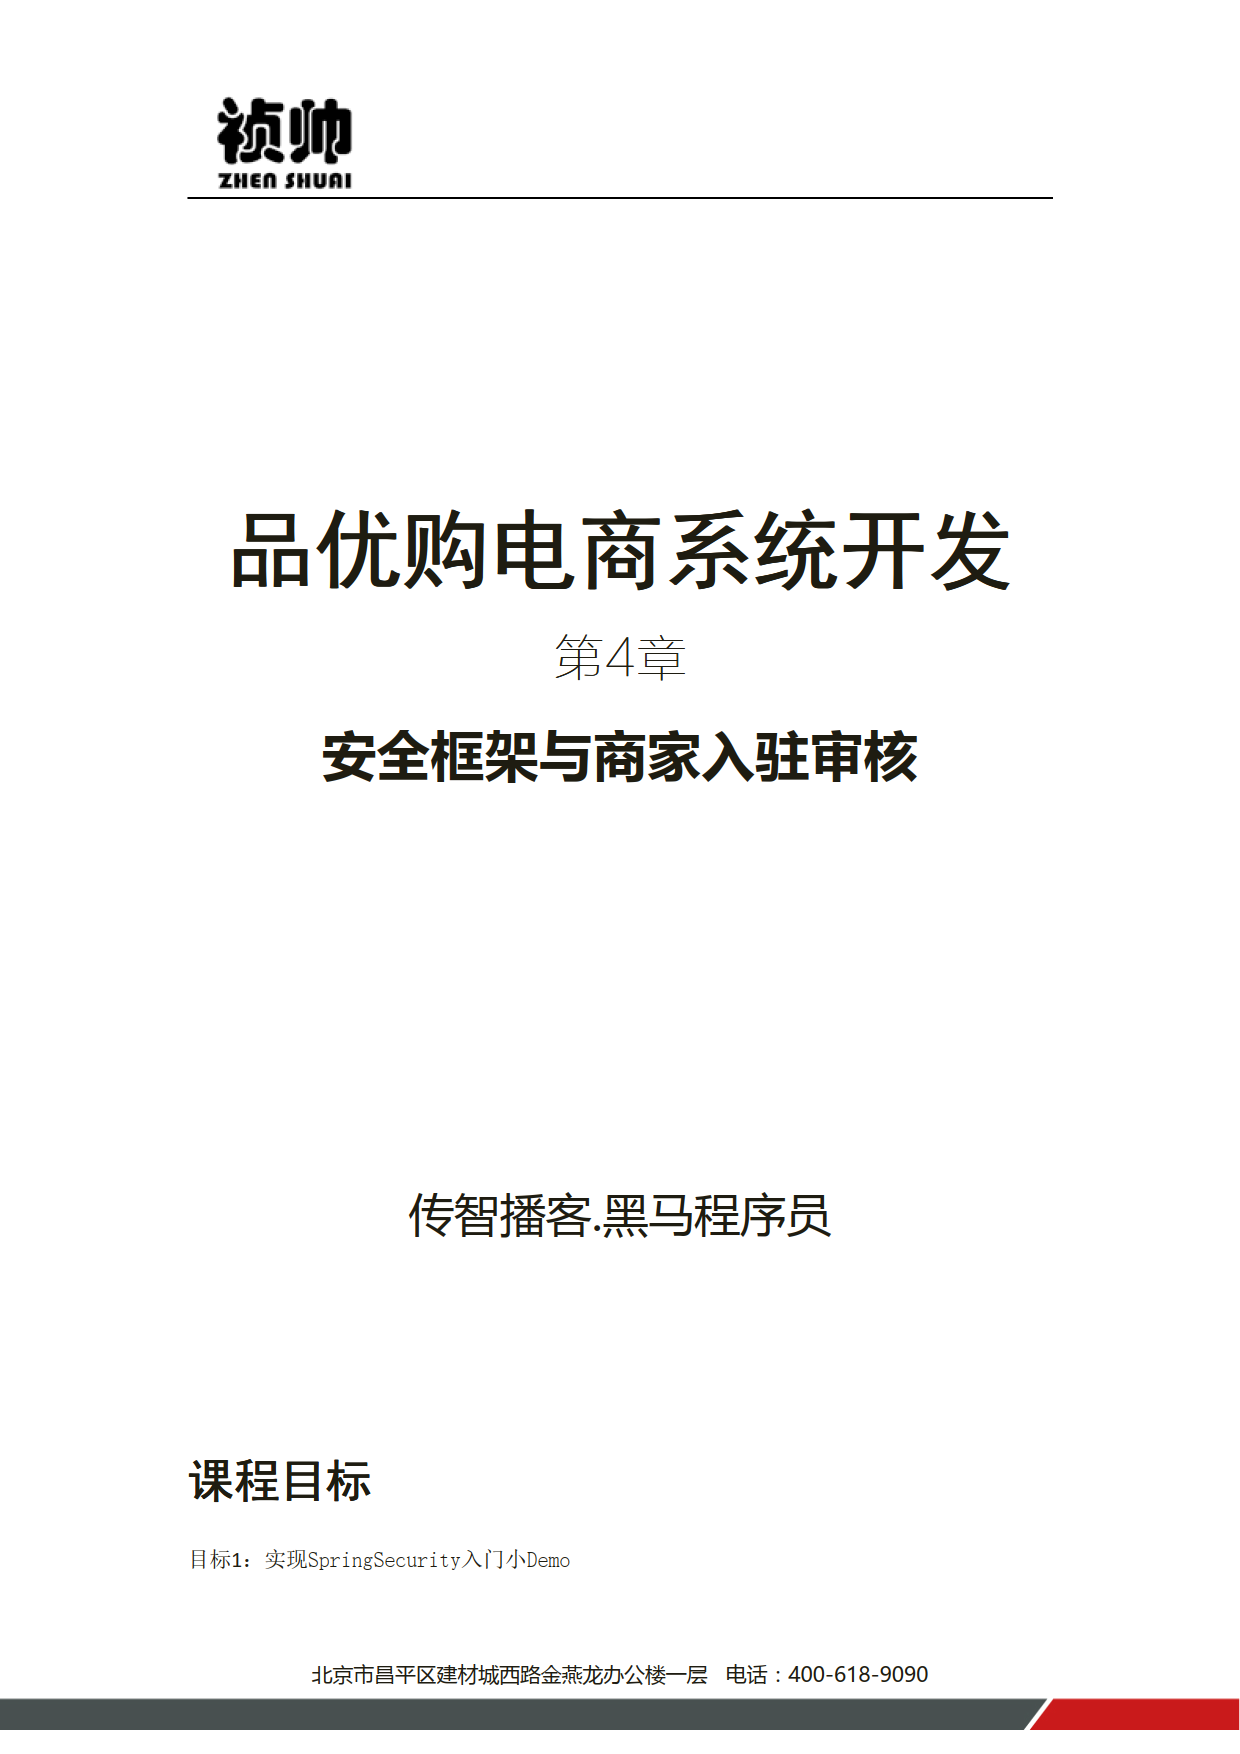 祯帅
ZHEN SHUAI
品优购电商系统开发
第4章
安全框架与商家入驻审核
传智播客.黑马程序员
课程目标
目标1：实现SpringSecurity入门小Demo
北京市昌平区建材城西路金燕龙办公楼一层 电话：400-618-9090